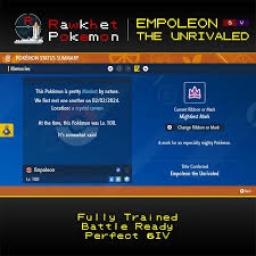 Rawkhet
Pokemon
EMPOLEON S V
THE UNRIVALED
POKÉMON STATUS SUMMARY
Memories
This Pokémon is pretty Modest by nature.
We first met one another on 02/02/2024.
Location: a crystal cavern.
At the time, this Pokémon was Lv. 100.
It's somewhat vain!
Current Ribbon or Mark
Mightiest Mark
Change Ribbon or Mark
A mark for an especially mighty Pokémon.
Empoleon
Lv. 100
Title Conferred
Empoleon the Unrivaled
Fully Trained
Battle Ready
Perfect 6IV